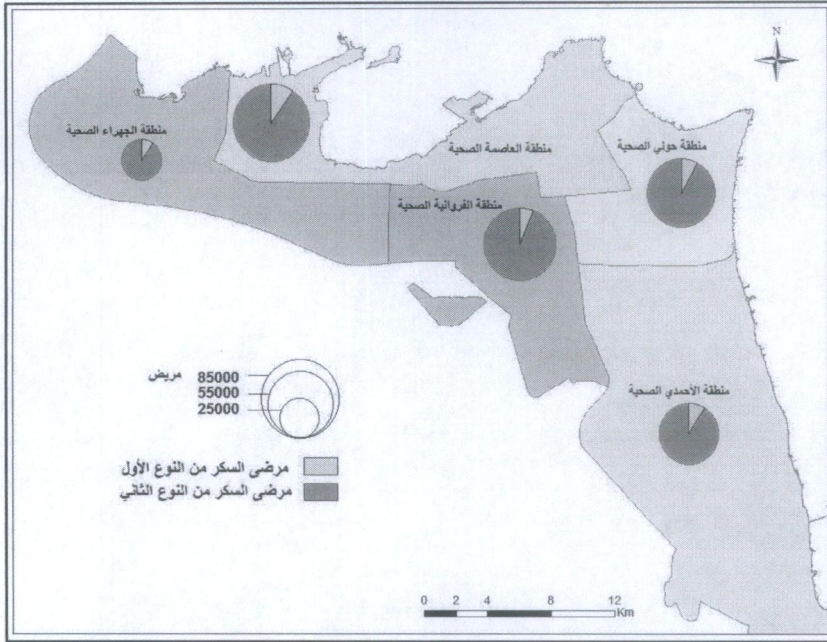 N
منطقة الجهراء الصحية
منطقة العاصمة الصحية
منطقة حولي الصحية
منطقة الفروانية الصحية
منطقة الأحمدي الصحية
85000 مريض
55000
25000
مرضى السكر من النوع الأول
مرضى السكر من النوع الثاني
0 2 4 8 12
Km